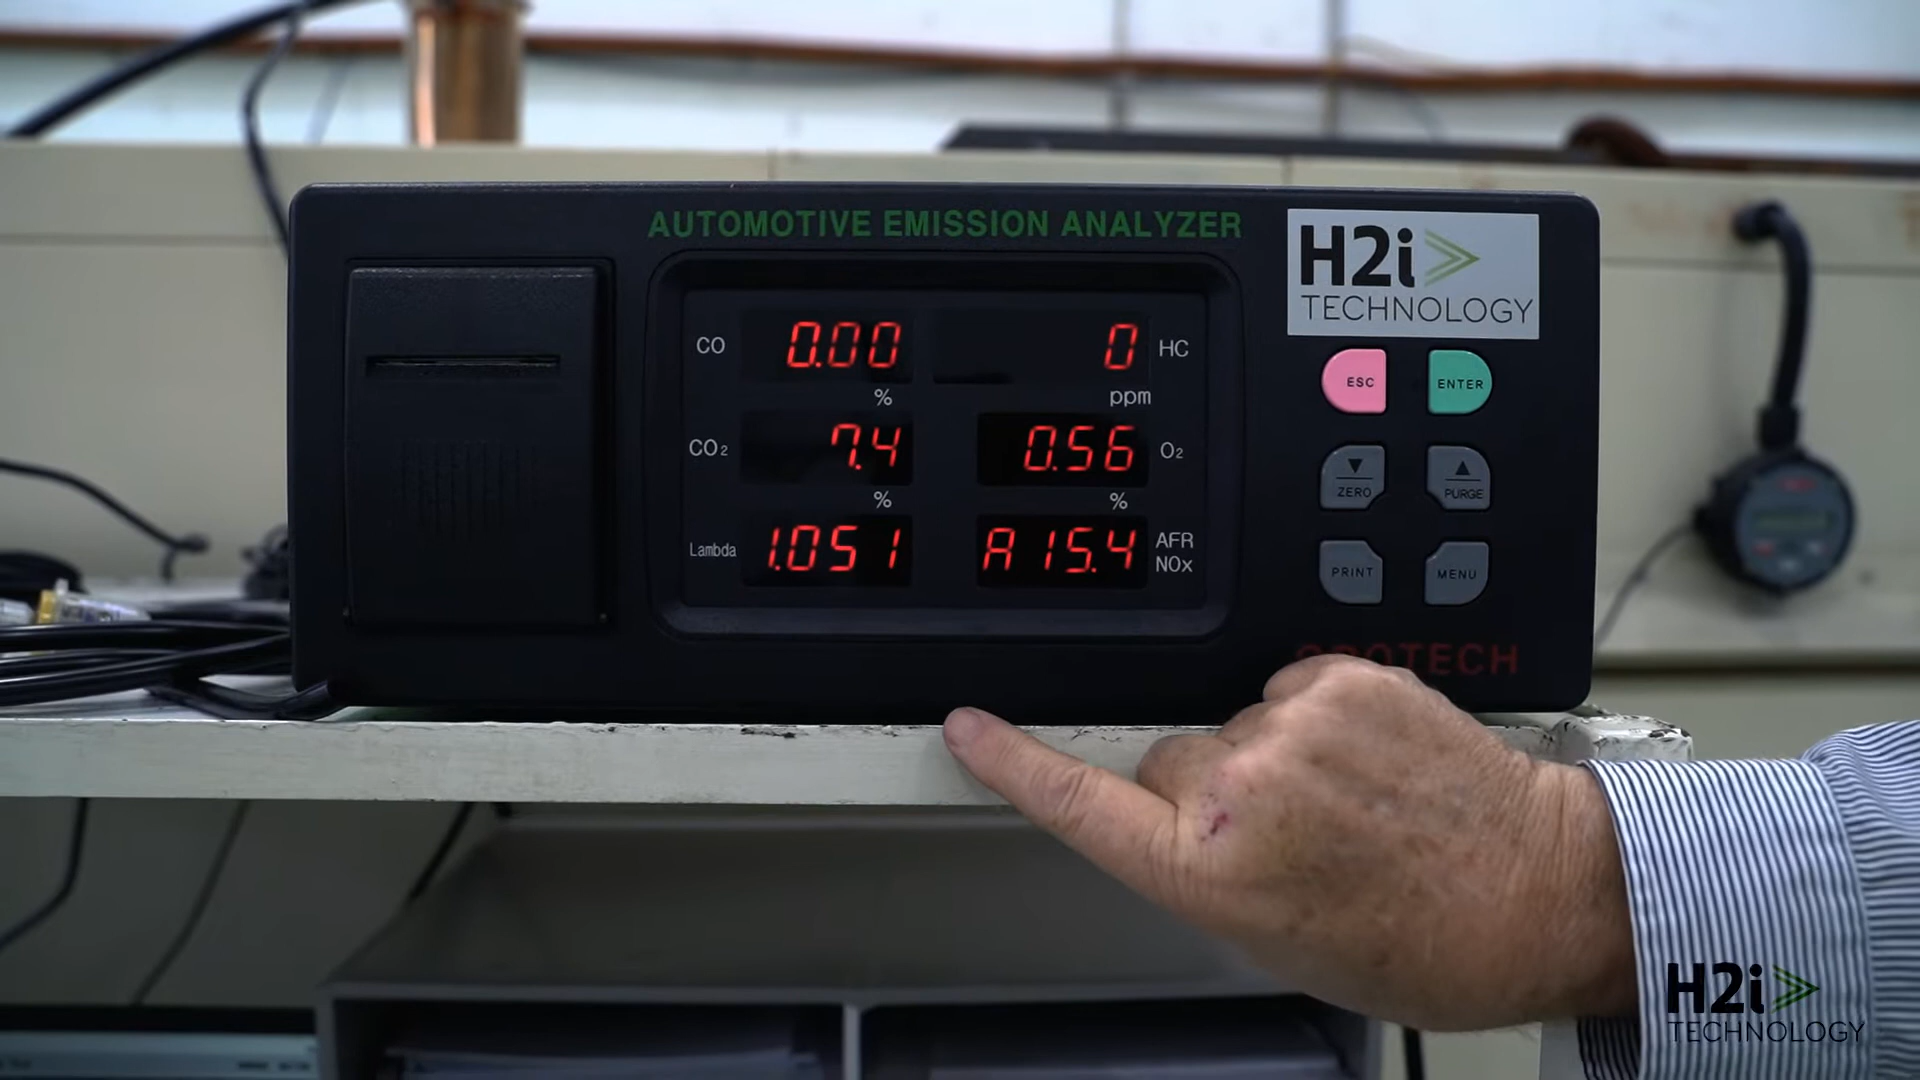 AUTOMOTIVE EMISSION ANALYZER
H2i
TECHNOLOGY
CO 0.00 0 HC
% ppm
CO2 7.4 0.56 O2
% %
Lambda 1.051 A 15.4 AFR
NOx
ESC ENTER
ZERO PURGE
PRINT MENU
H2i
TECHNOLOGY